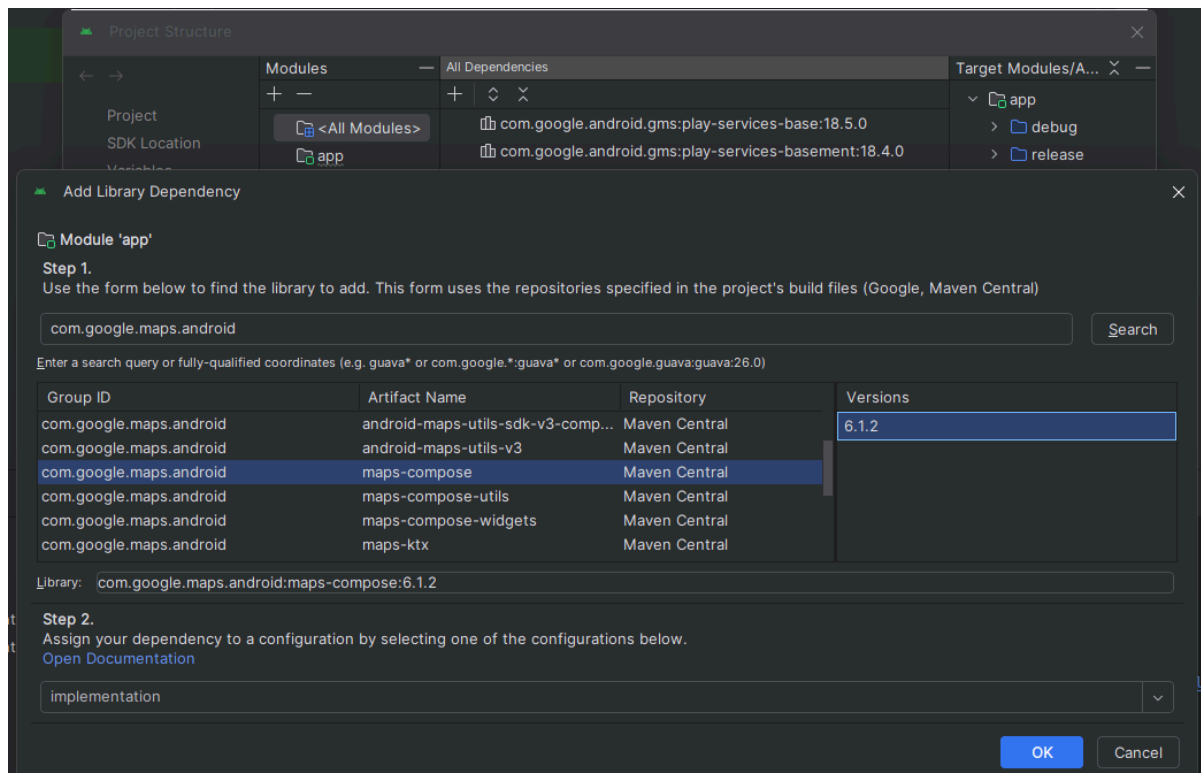 Project Structure
Modules
All Dependencies
Target Modules/A...
Project
SDK Location
Variables
<All Modules>
app
com.google.android.gms:play-services-base:18.5.0
com.google.android.gms:play-services-basement:18.4.0
app
debug
release
Add Library Dependency
Module 'app'
Step 1.
Use the form below to find the library to add. This form uses the repositories specified in the project's build files (Google, Maven Central)
com.google.maps.android
Search
Enter a search query or fully-qualified coordinates (e.g. guava* or com.google.*:guava* or com.google.guava:guava:26.0)
Group ID Artifact Name Repository Versions
com.google.maps.android android-maps-utils-sdk-v3-comp... Maven Central 6.1.2
com.google.maps.android android-maps-utils-v3 Maven Central
com.google.maps.android maps-compose Maven Central
com.google.maps.android maps-compose-utils Maven Central
com.google.maps.android maps-compose-widgets Maven Central
com.google.maps.android maps-ktx Maven Central
Library: com.google.maps.android:maps-compose:6.1.2
Step 2.
Assign your dependency to a configuration by selecting one of the configurations below.
Open Documentation
implementation
OK Cancel